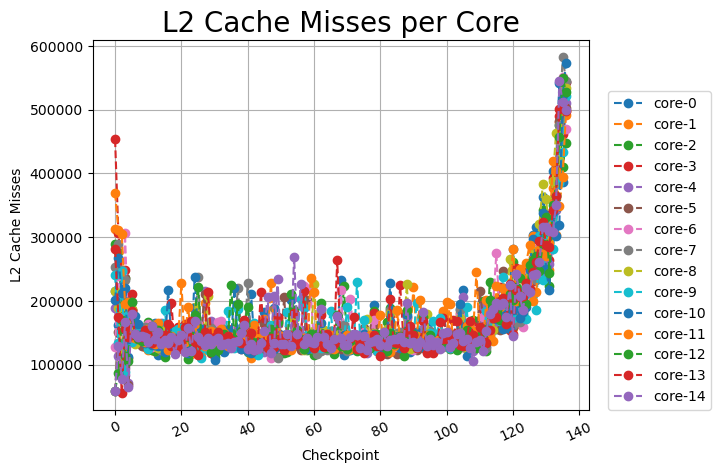 L2 Cache Misses per Core
600000
500000
400000
300000
200000
100000
L2 Cache Misses
0
20
40
60
80
100
120
140
Checkpoint
core-0
core-1
core-2
core-3
core-4
core-5
core-6
core-7
core-8
core-9
core-10
core-11
core-12
core-13
core-14